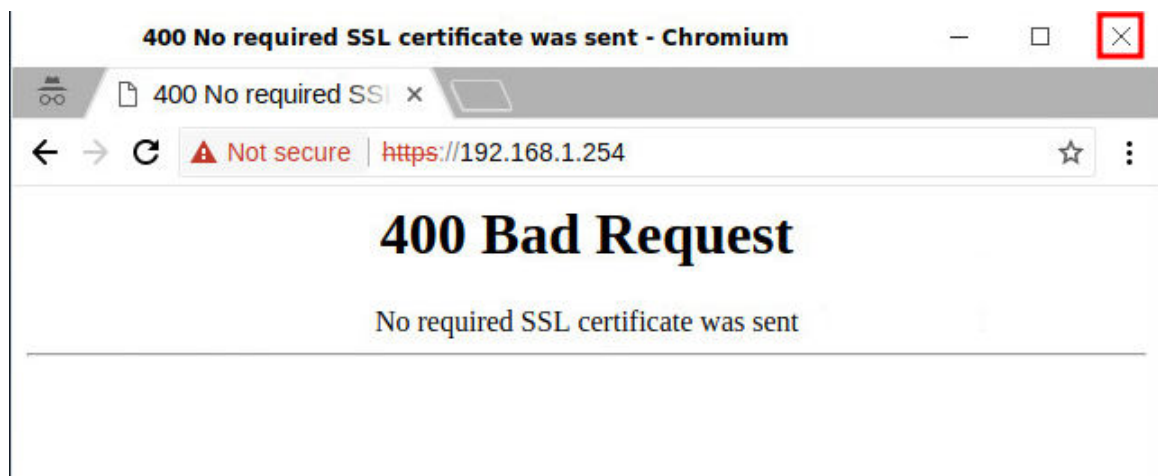 400 No required SSL certificate was sent - Chromium
400 No required SS
Not secure
https://192.168.1.254
400 Bad Request
No required SSL certificate was sent